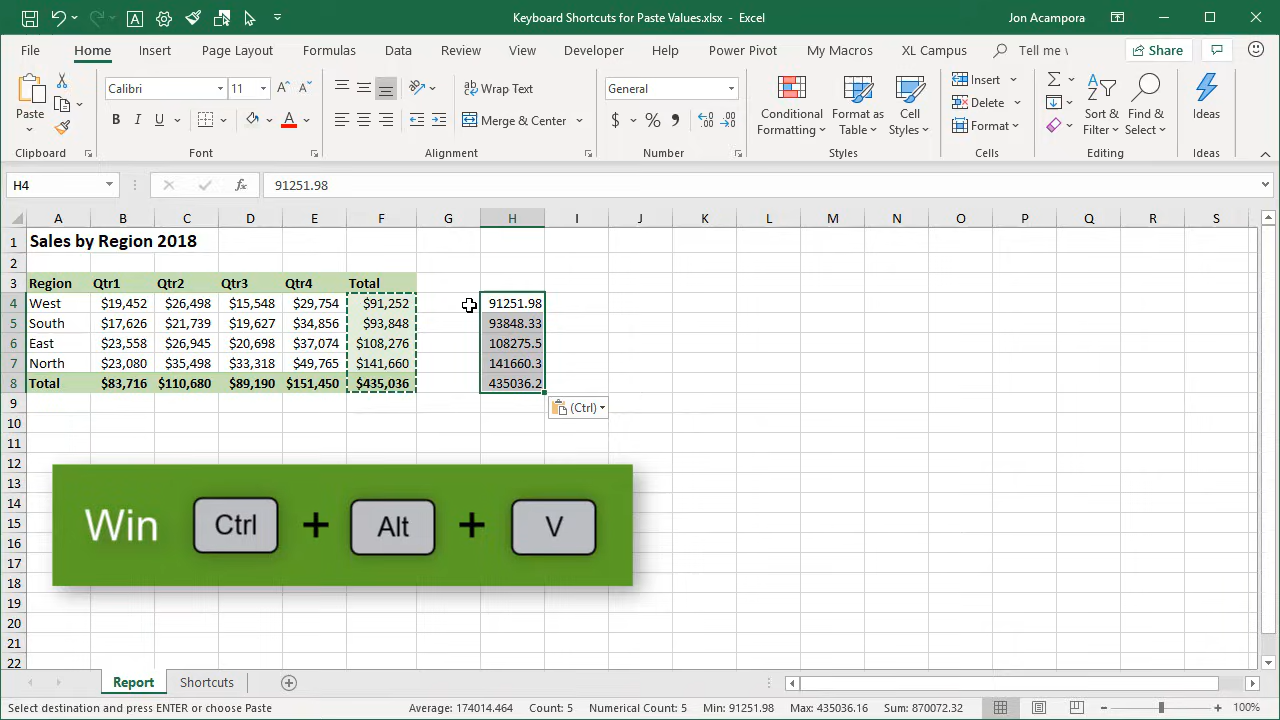 Keyboard Shortcuts for Paste Values.xlsx - Excel
Jon Acampora
File Home Insert Page Layout Formulas Data Review View Developer Help Power Pivot My Macros XL Campus Tell me Share
Calibri 11 Wrap Text General Insert
Paste B I U Merge & Center $ % Conditional Formatting Format as Table Cell Styles Delete Sort & Filter Find & Select Ideas
Format
Clipboard Font Alignment Number Styles Cells Editing Ideas
H4 fx 91251.98
A B C D E F G H I J K L M N O P Q R S
1 Sales by Region 2018
2
3 Region Qtr1 Qtr2 Qtr3 Qtr4 Total
4 West $19,452 $26,498 $15,548 $29,754 $91,252 91251.98
5 South $17,626 $21,739 $19,627 $34,856 $93,848 93848.33
6 East $23,558 $26,945 $20,698 $37,074 $108,276 108275.5
7 North $23,080 $35,498 $33,318 $49,765 $141,660 141660.3
8 Total $83,716 $110,680 $89,190 $151,450 $435,036 435036.2
9 (Ctrl)
10
11
12
13
14
15 Win Ctrl + Alt + V
16
17
18
19
20
21
22
Report Shortcuts
Select destination and press ENTER or choose Paste Average: 174014.464 Count: 5 Numerical Count: 5 Min: 91251.98 Max: 435036.16 Sum: 870072.32 100%